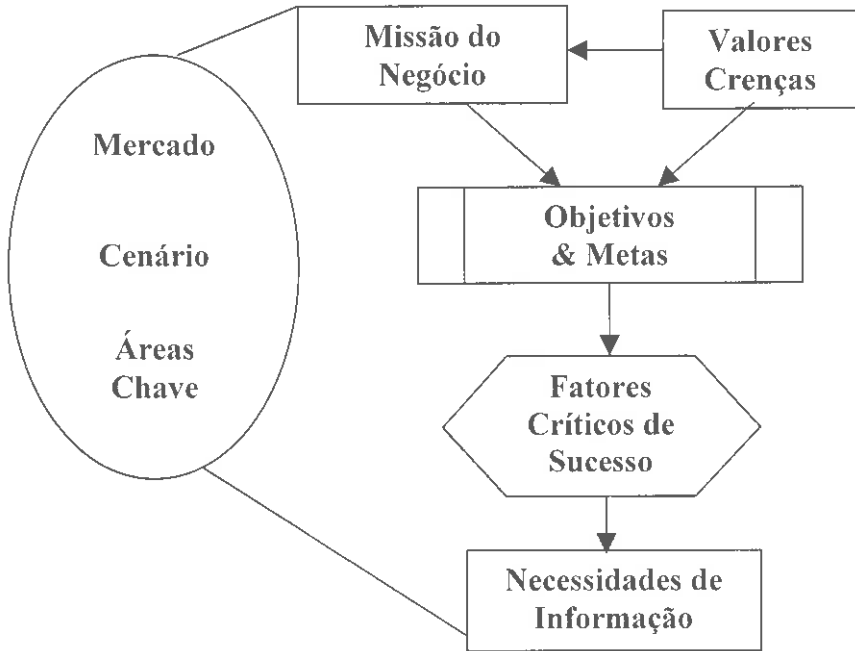 Missão do
Negócio
Valores
Crenças
Mercado
Cenário
Áreas
Chave
Objetivos
& Metas
Fatores
Críticos de
Sucesso
Necessidades de
Informação